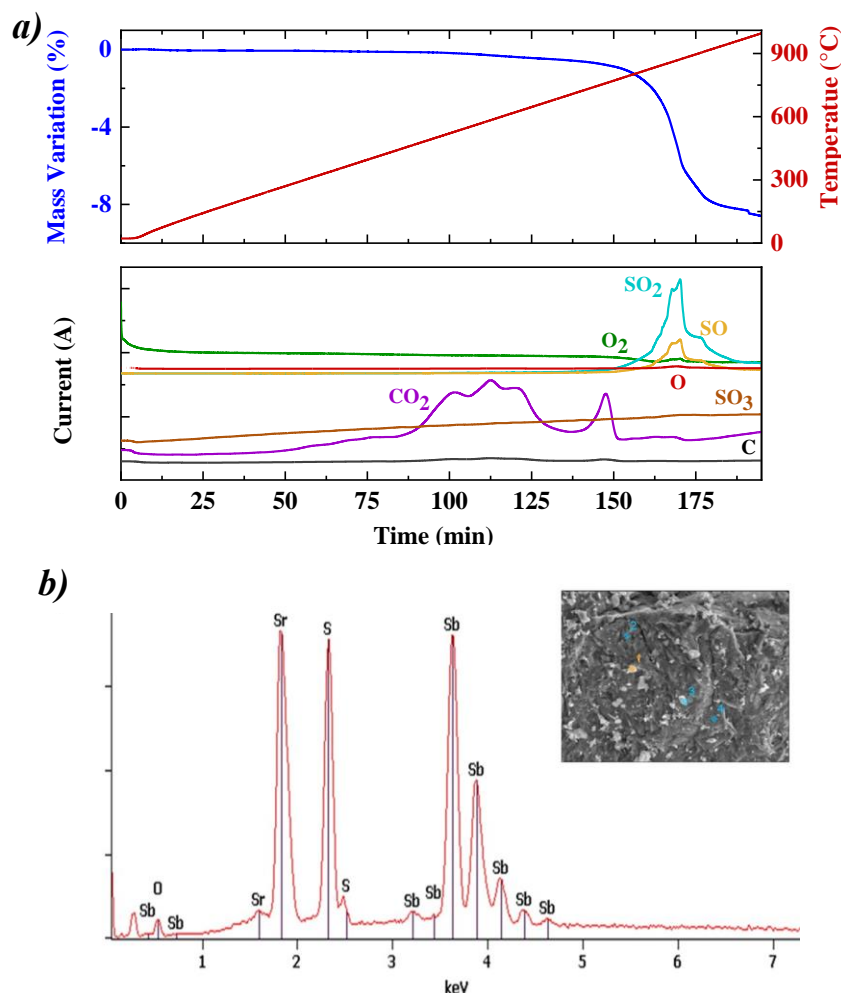 a)
0
-4
-8
Mass Variation (%)
900
600
300
0
Temperatue (°C)
SO2
SO
O2
O
CO2
SO3
C
Current (A)
0 25 50 75 100 125 150 175
Time (min)
b)
Sr
S
Sb
Sb
O
Sb
Sb
Sr
S
Sb
Sb
Sb
Sb
Sb
1 2 3 4 5 6 7
keV